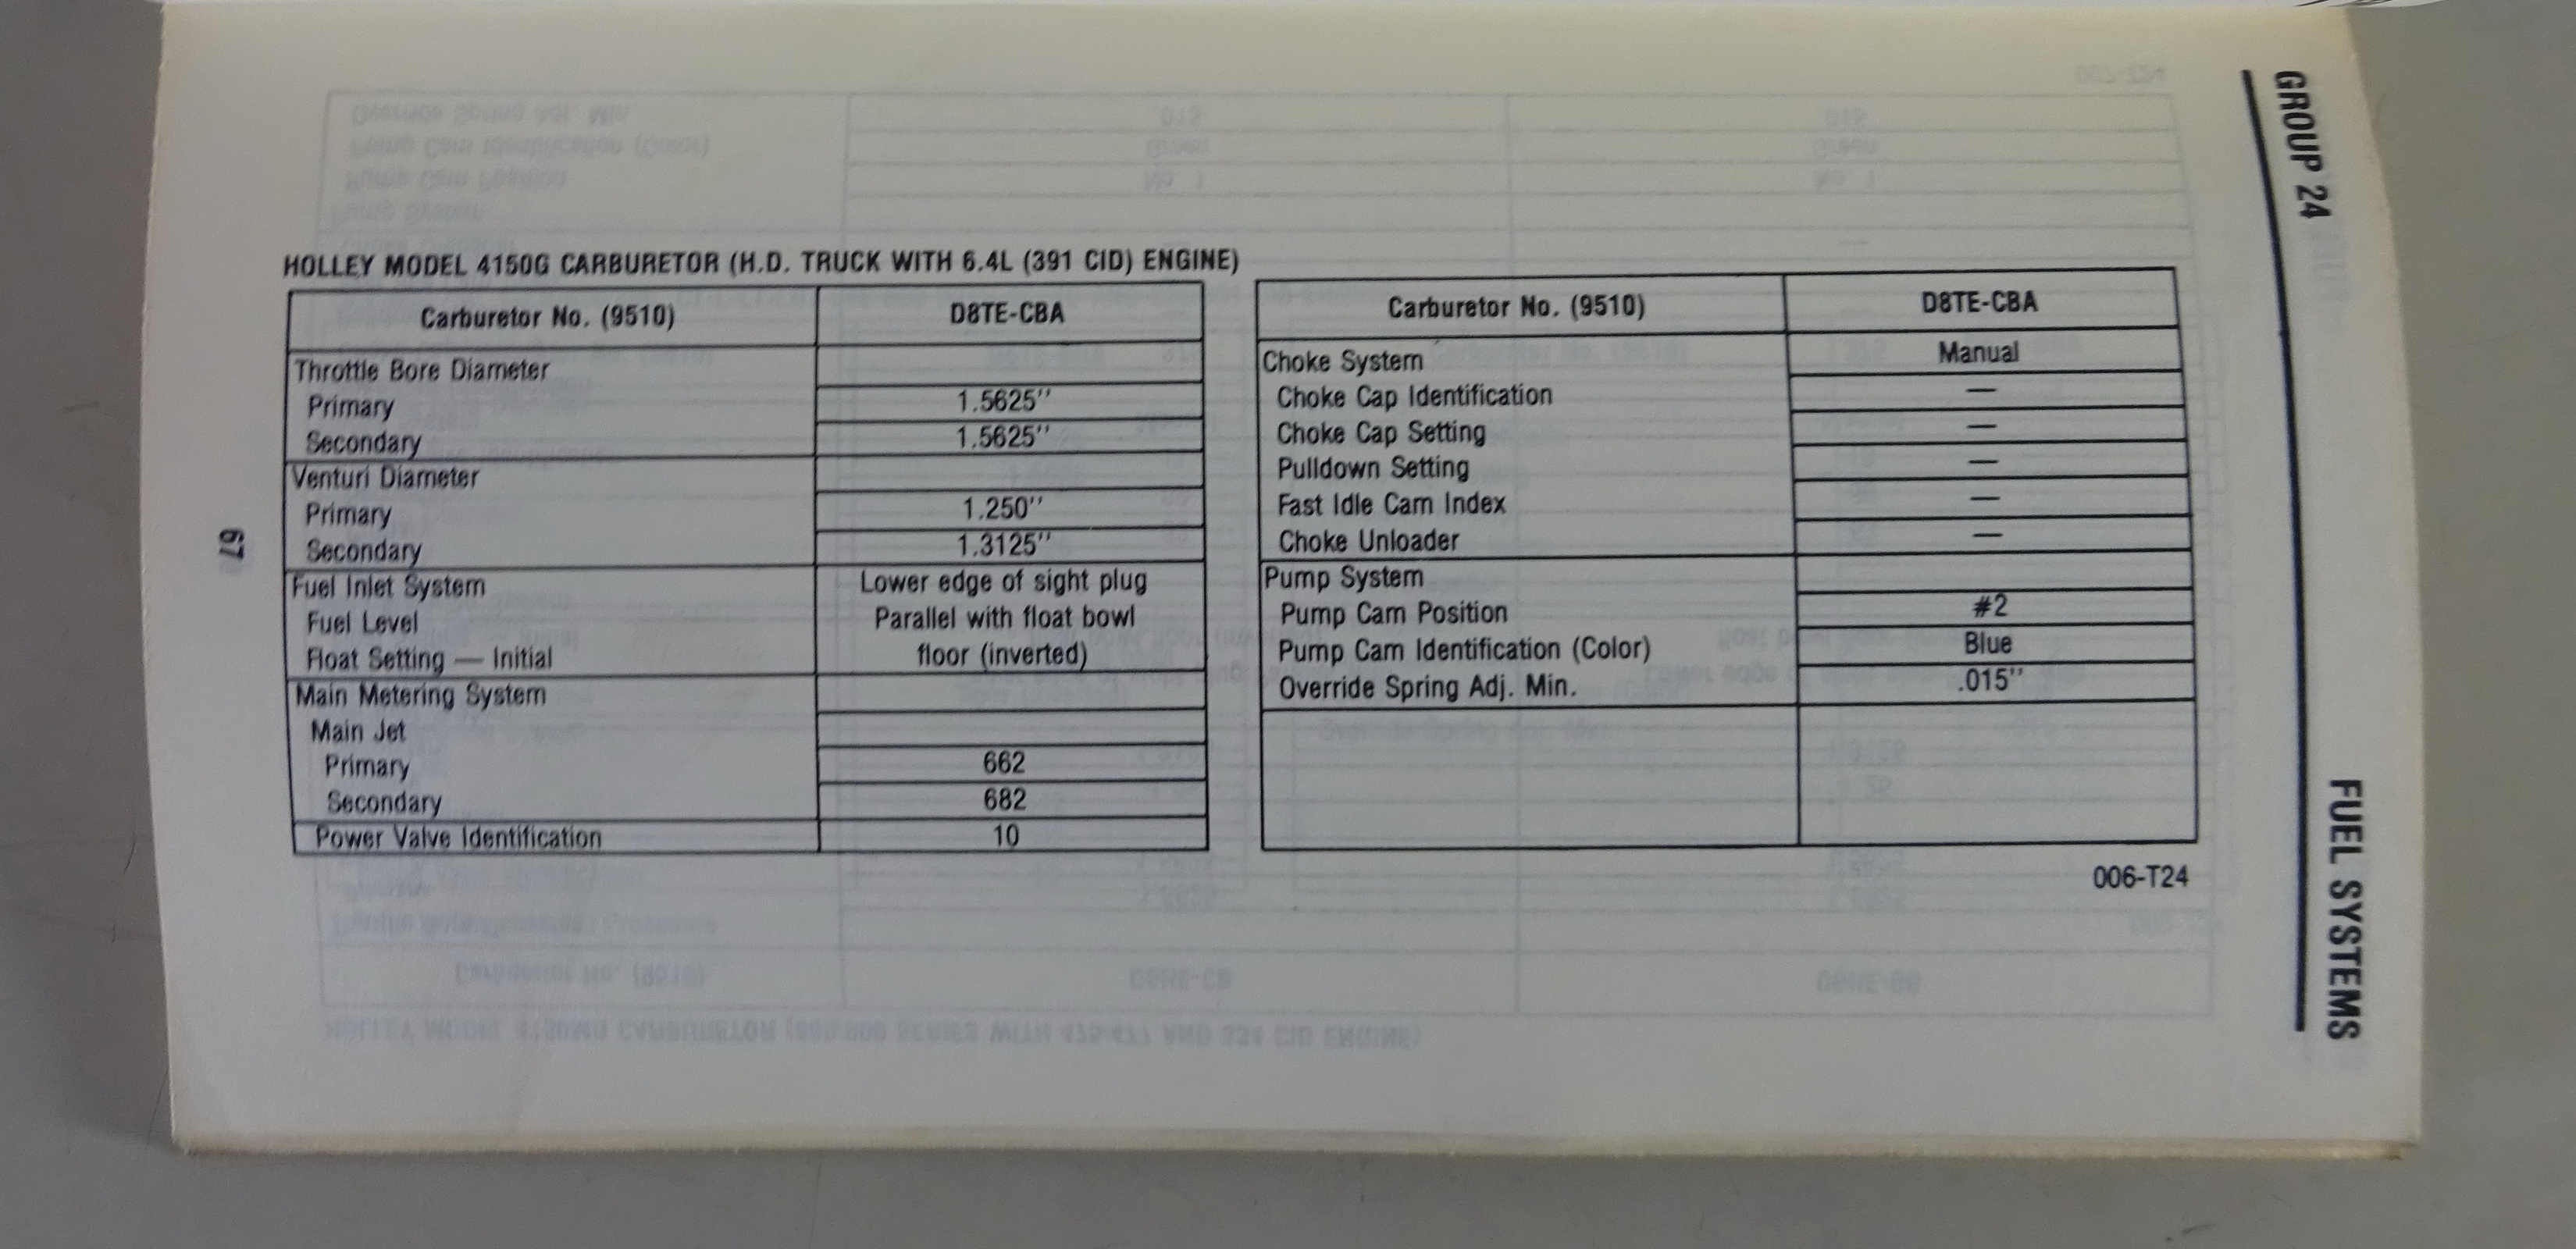 GROUP 24
FUEL SYSTEMS
HOLLEY MODEL 4150G CARBURETOR (H.D. TRUCK WITH 6.4L (391 CID) ENGINE)
Carburetor No. (9510) D8TE-CBA
Throttle Bore Diameter
Primary 1.5625''
Secondary 1.5625''
Venturi Diameter
Primary 1.250''
Secondary 1.3125''
Fuel Inlet System Lower edge of sight plug
Fuel Level Parallel with float bowl
Float Setting — Initial floor (inverted)
Main Metering System
Main Jet
Primary 662
Secondary 682
Power Valve Identification 10
Carburetor No. (9510) D8TE-CBA
Choke System Manual
Choke Cap Identification —
Choke Cap Setting —
Pulldown Setting —
Fast Idle Cam Index —
Choke Unloader —
Pump System
Pump Cam Position #2
Pump Cam Identification (Color) Blue
Override Spring Adj. Min. .015''
006-T24
67